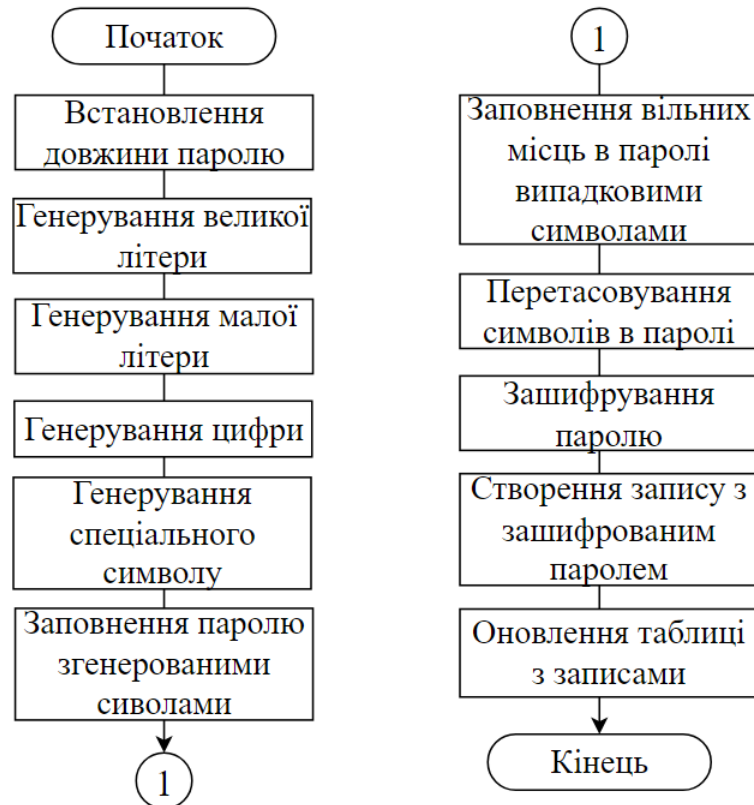 Початок
Встановлення
довжини паролю
Генерування великої
літери
Генерування малої
літери
Генерування цифри
Генерування
спеціального
символу
Заповнення паролю
згенерованими
сиволами
1
1
Заповнення вільних
місць в паролі
випадковими
символами
Перетасовування
символів в паролі
Зашифрування
паролю
Створення запису з
зашифрованим
паролем
Оновлення таблиці
з записами
Кінець